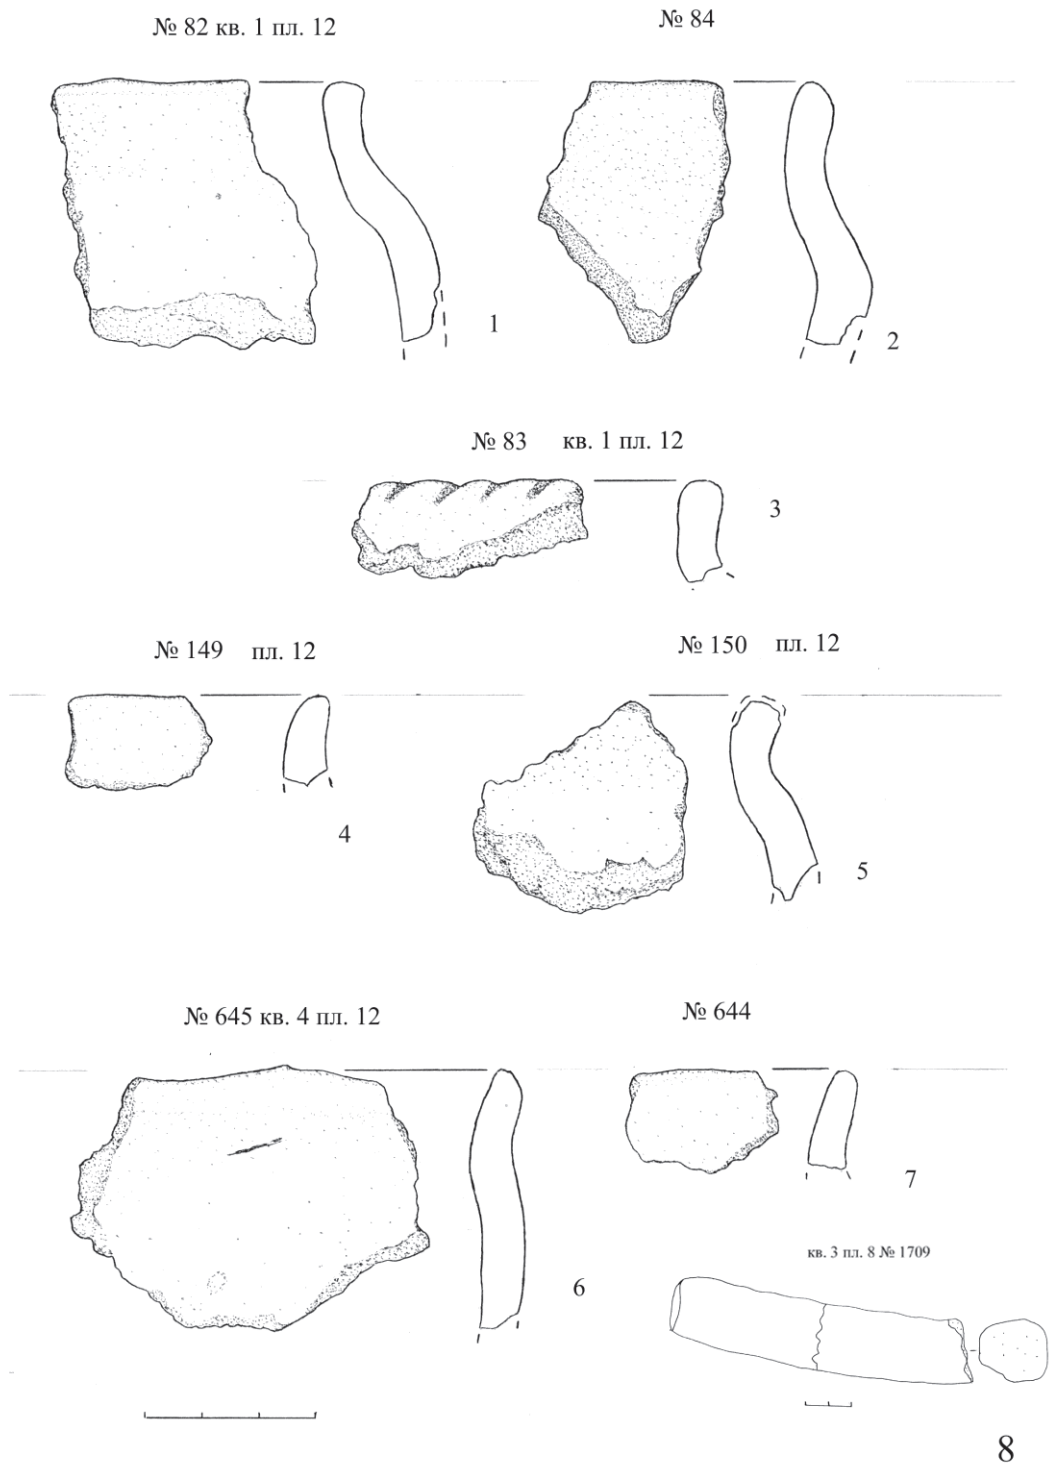 № 82 кв. 1 пл. 12
№ 84
1
2
№ 83 кв. 1 пл. 12
3
№ 149 пл. 12
№ 150 пл. 12
4
5
№ 645 кв. 4 пл. 12
№ 644
7
кв. 3 пл. 8 № 1709
6
8